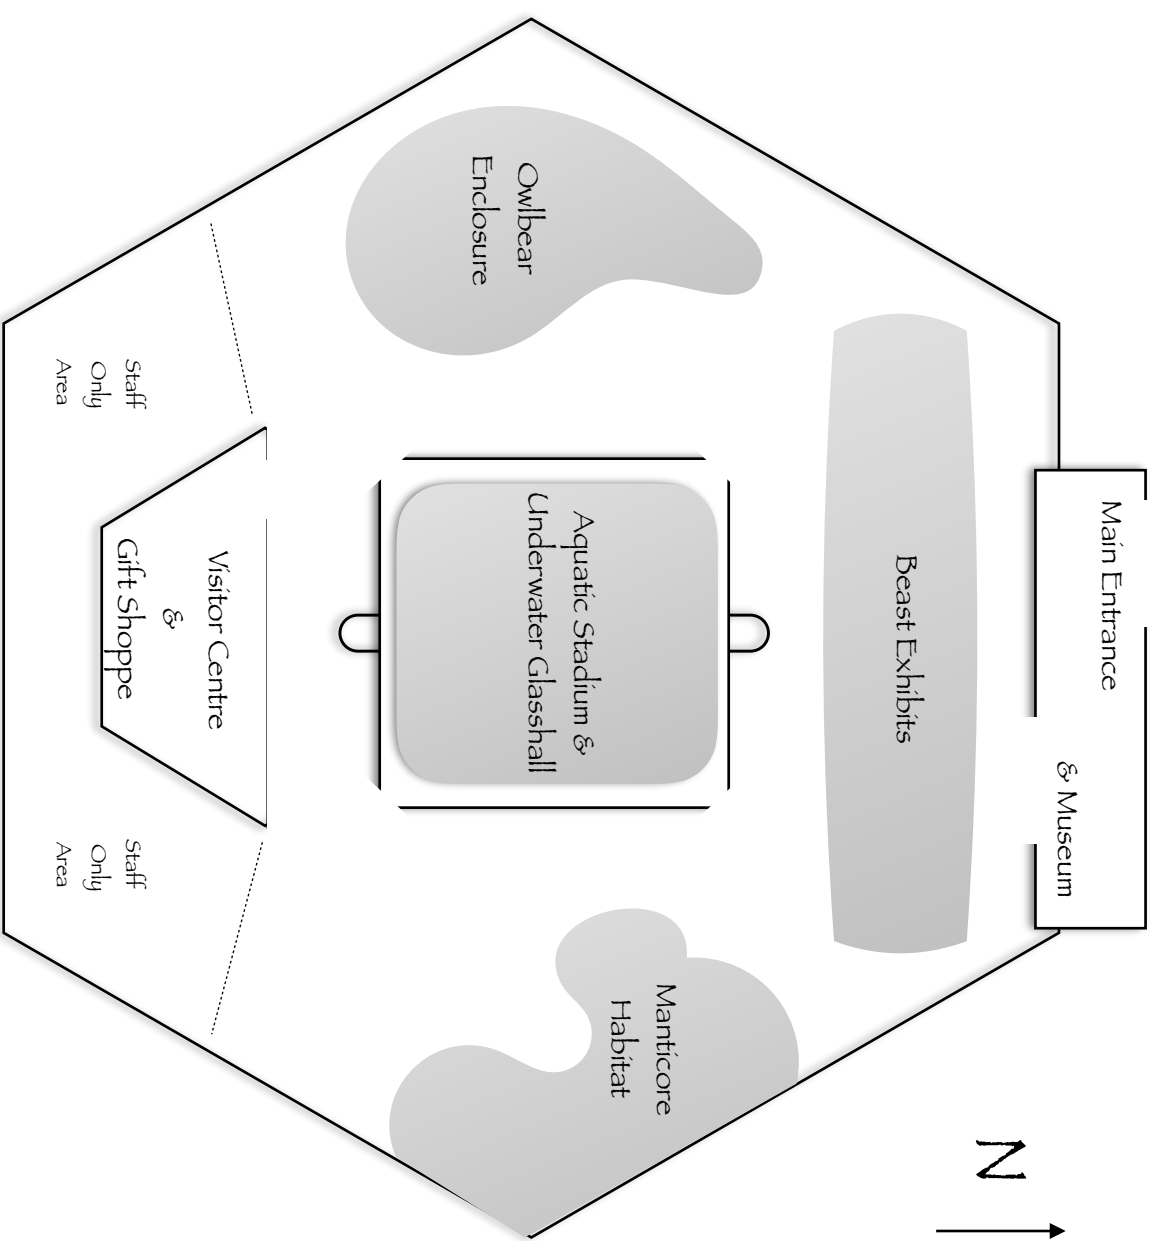 Main Entrance
& Museum
Beast Exhibits
Owlbear
Enclosure
Aquatic Stadium &
Underwater Glasshall
Manticore
Habitat
Visitor Centre
&
Gift Shoppe
Staff
Only
Area
Staff
Only
Area
N